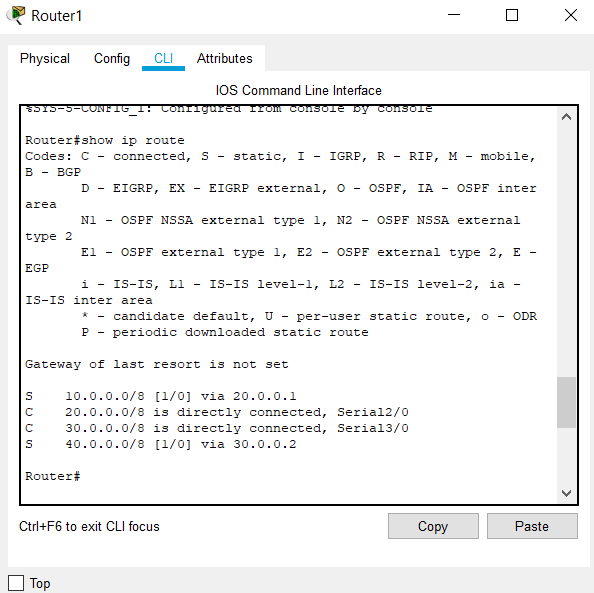 Router1
Physical Config CLI Attributes
IOS Command Line Interface
%SYS-5-CONFIG_I: Configured from console by console
Router#show ip route
Codes: C - connected, S - static, I - IGRP, R - RIP, M - mobile,
B - BGP
D - EIGRP, EX - EIGRP external, O - OSPF, IA - OSPF inter
area
N1 - OSPF NSSA external type 1, N2 - OSPF NSSA external
type 2
E1 - OSPF external type 1, E2 - OSPF external type 2, E -
EGP
i - IS-IS, L1 - IS-IS level-1, L2 - IS-IS level-2, ia -
IS-IS inter area
* - candidate default, U - per-user static route, o - ODR
P - periodic downloaded static route
Gateway of last resort is not set
S 10.0.0.0/8 [1/0] via 20.0.0.1
C 20.0.0.0/8 is directly connected, Serial2/0
C 30.0.0.0/8 is directly connected, Serial3/0
S 40.0.0.0/8 [1/0] via 30.0.0.2
Router#
Ctrl+F6 to exit CLI focus
Copy Paste
Top